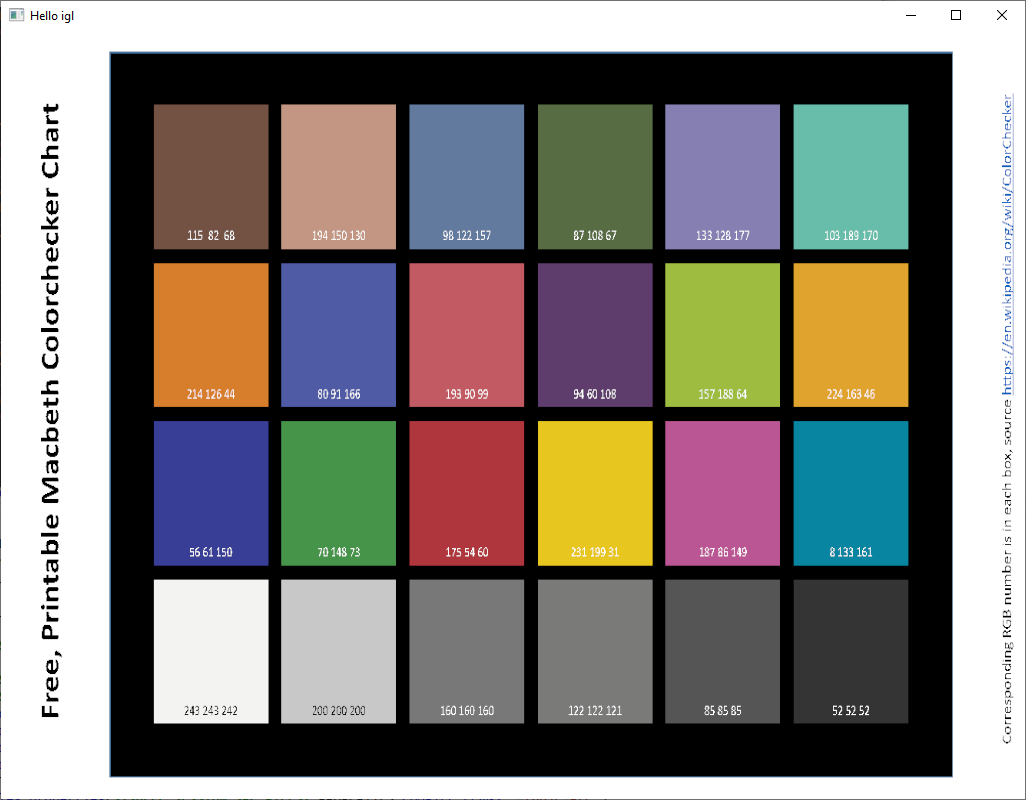 Hello igl
Free, Printable Macbeth Colorchecker Chart
115 82 68
194 150 130
98 122 157
87 108 67
133 128 177
103 189 170
214 126 44
80 91 166
193 90 99
94 60 108
157 188 64
224 163 46
56 61 150
70 148 73
175 54 60
231 199 31
187 86 149
8 133 161
243 243 242
200 200 200
160 160 160
122 122 121
85 85 85
52 52 52
Corresponding RGB number is in each box, source https://en.wikipedia.org/wiki/ColorChecker